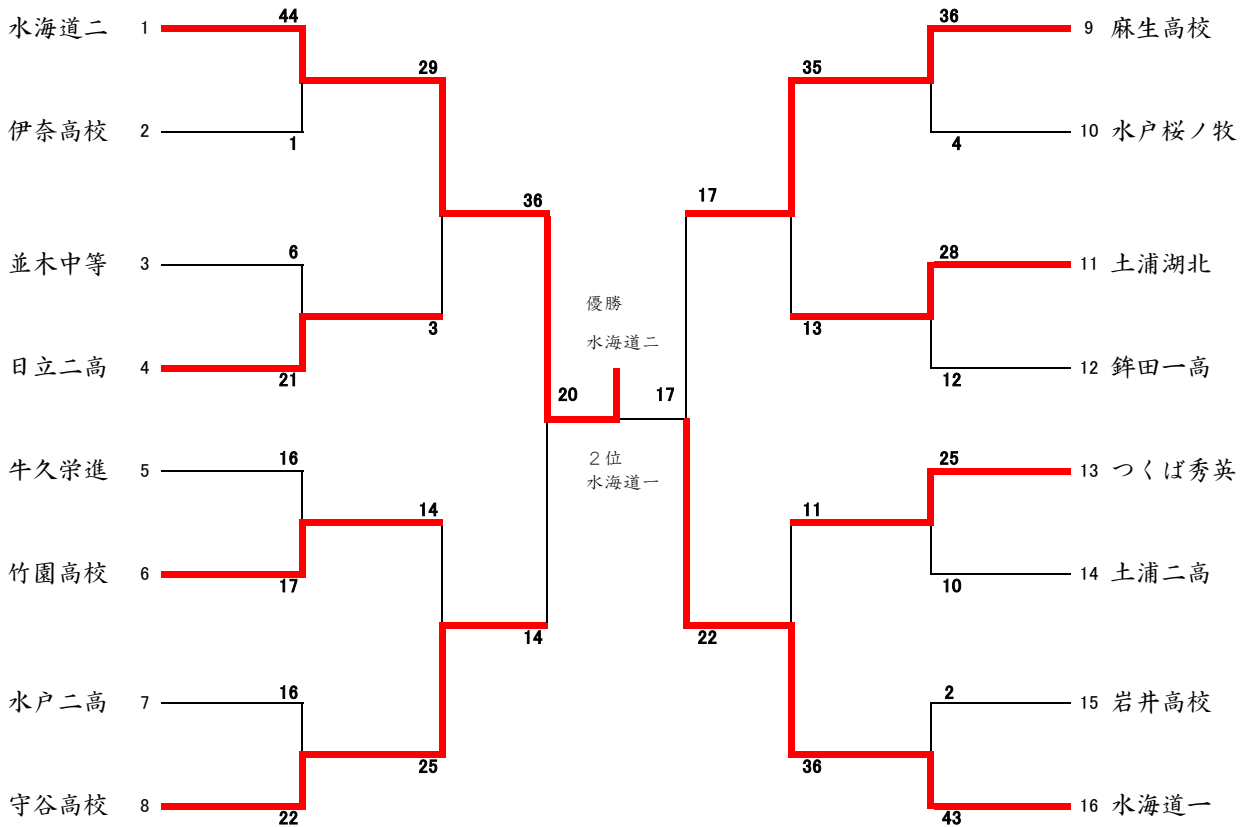 44
水海道二 1
29
伊奈高校 2
1
36
並木中等 3
6
3
日立二高 4
21
20
牛久栄進 5
16
14
竹園高校 6
17
14
水戸二高 7
16
25
守谷高校 8
22
優勝
水海道二
2位
水海道一
36
9 麻生高校
35
10 水戸桜ノ牧
4
17
28
11 土浦湖北
13
12 鉾田一高
12
17
25
13 つくば秀英
11
14 土浦二高
10
22
2
15 岩井高校
36
16 水海道一
43